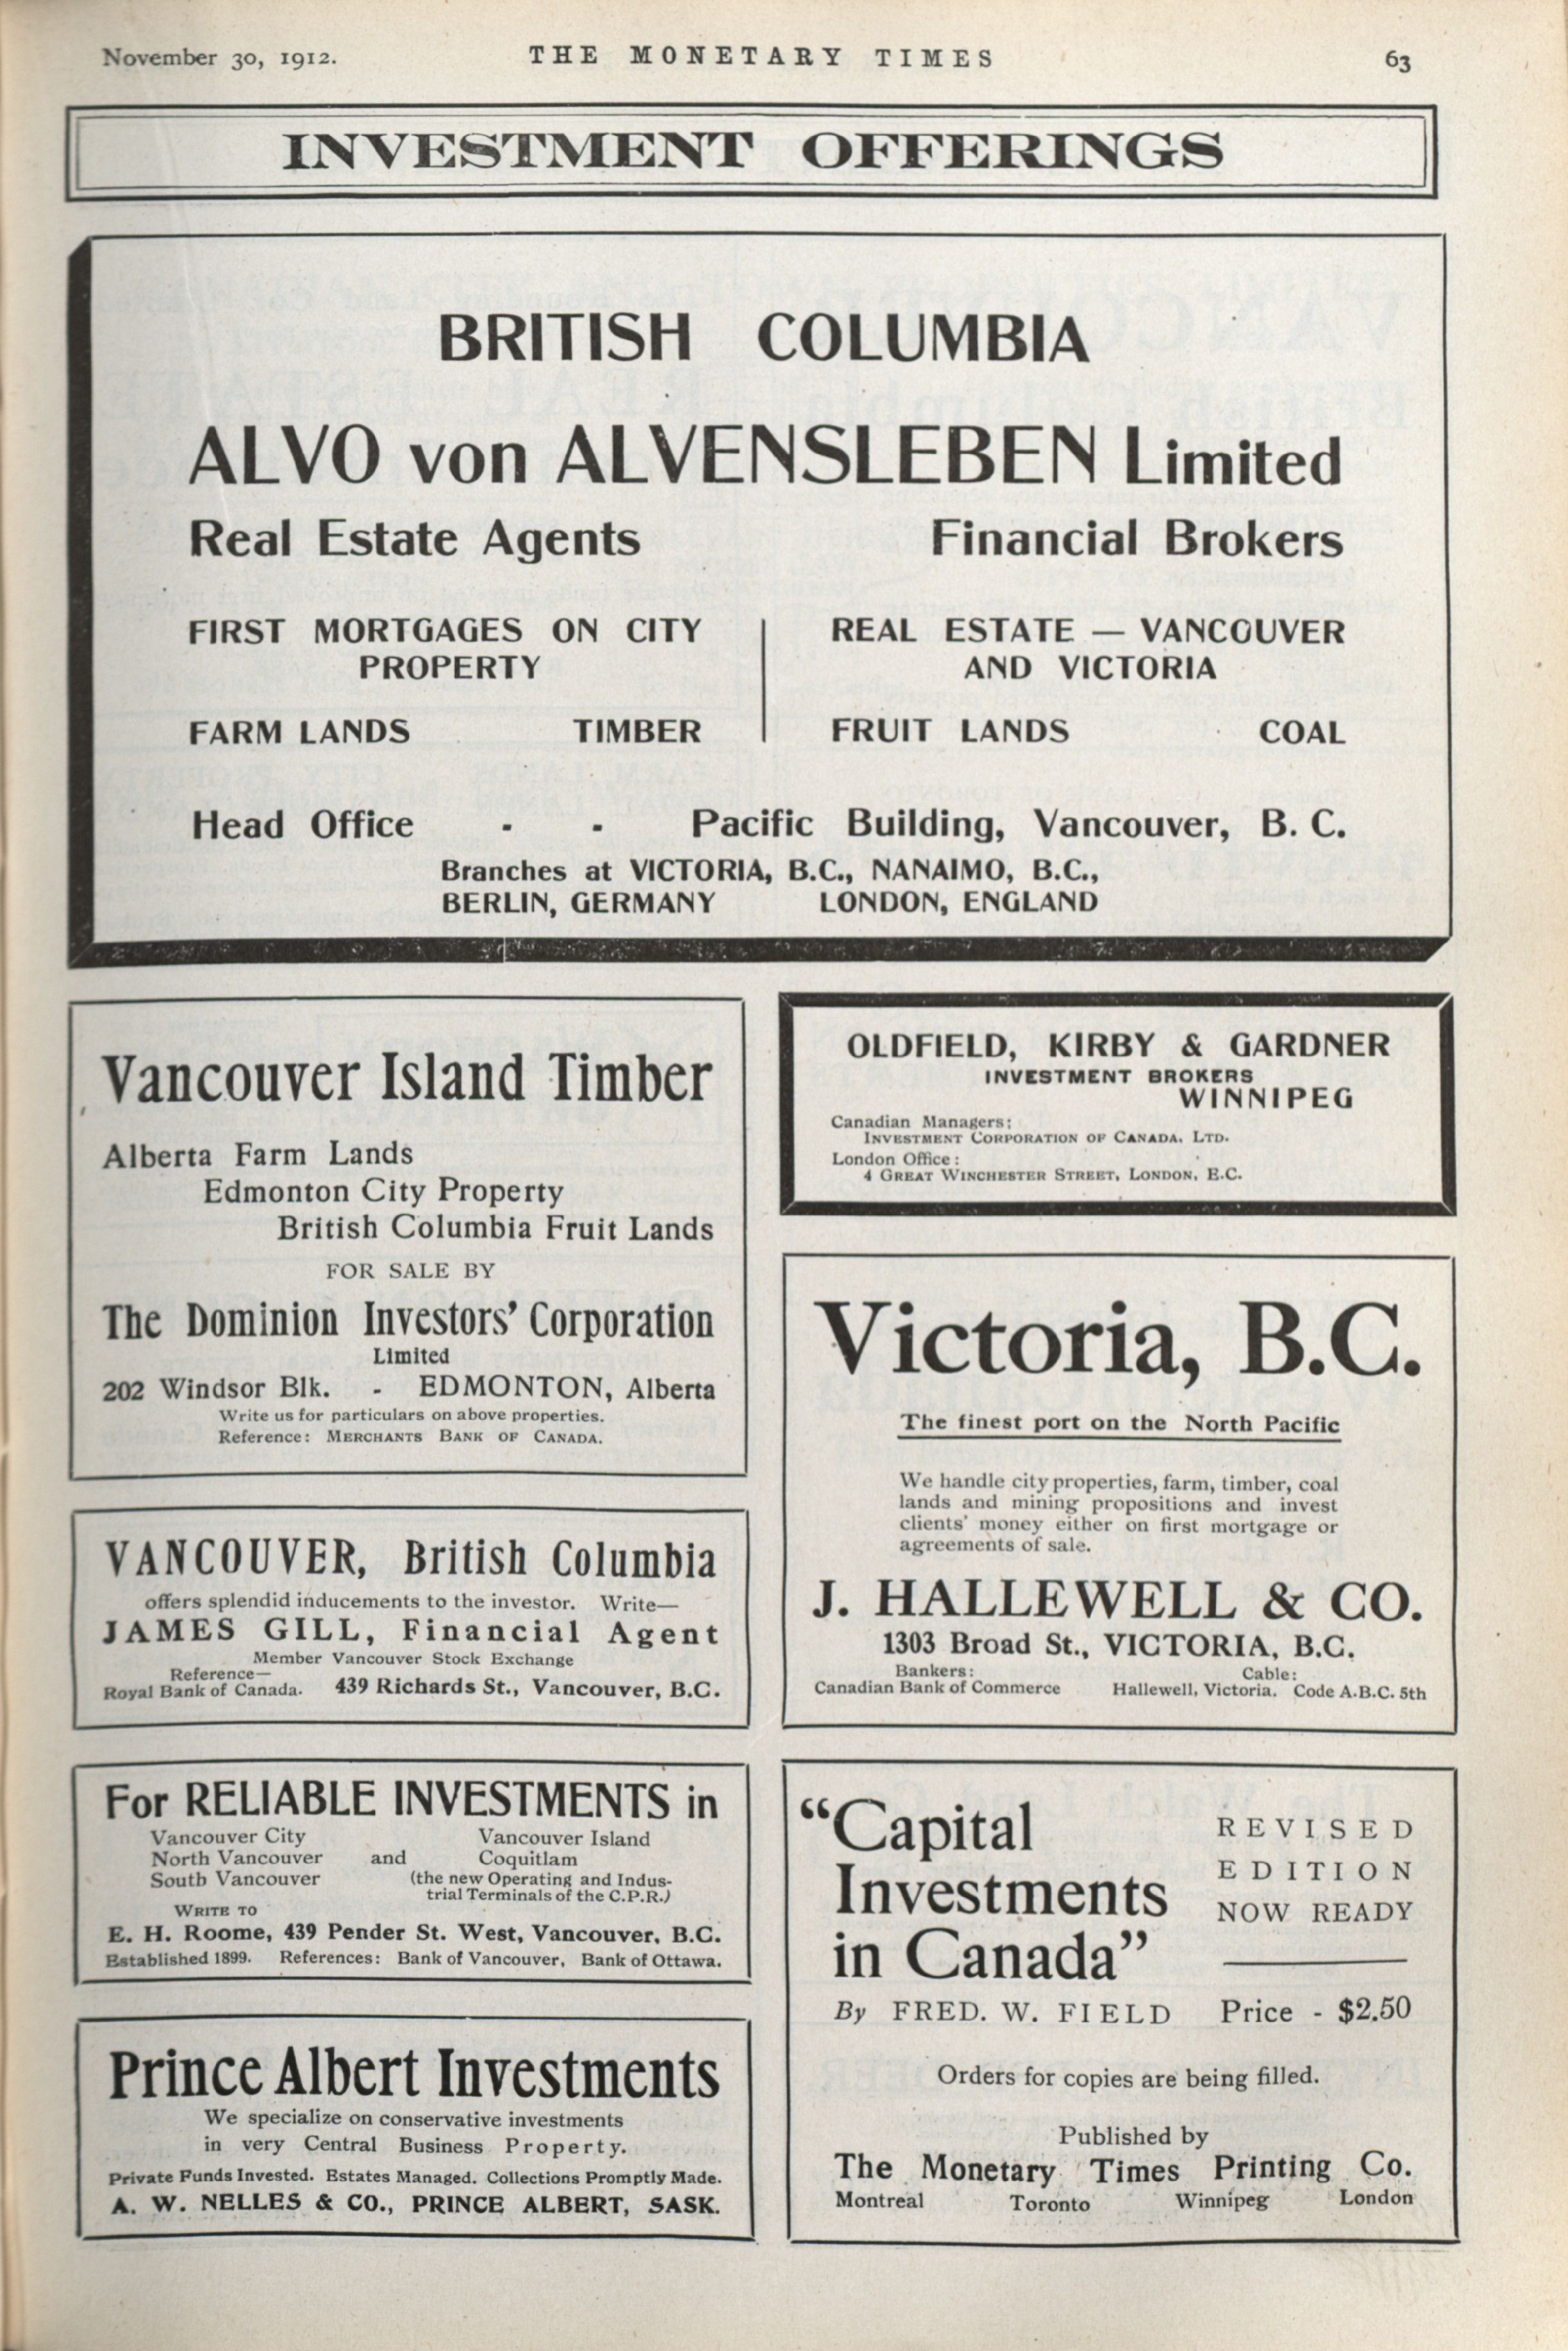 November 30, 1912.
THE MONETARY TIMES
63
INVESTMENT OFFERINGS
BRITISH COLUMBIA
ALVO von ALVENSLEBEN Limited
Real Estate Agents Financial Brokers
FIRST MORTGAGES ON CITY
PROPERTY
FARM LANDS TIMBER
REAL ESTATE — VANCOUVER
AND VICTORIA
FRUIT LANDS COAL
Head Office - - Pacific Building, Vancouver, B. C.
Branches at VICTORIA, B.C., NANAIMO, B.C.,
BERLIN, GERMANY LONDON, ENGLAND
Vancouver Island Timber
Alberta Farm Lands
Edmonton City Property
British Columbia Fruit Lands
FOR SALE BY
The Dominion Investors' Corporation
Limited
202 Windsor Blk. - EDMONTON, Alberta
Write us for particulars on above properties.
Reference: MERCHANTS BANK OF CANADA.
VANCOUVER, British Columbia
offers splendid inducements to the investor. Write—
JAMES GILL, Financial Agent
Member Vancouver Stock Exchange
Reference—
Royal Bank of Canada. 439 Richards St., Vancouver, B.C.
For RELIABLE INVESTMENTS in
Vancouver City Vancouver Island
North Vancouver and Coquitlam
South Vancouver (the new Operating and Indus-
trial Terminals of the C.P.R.)
WRITE TO
E. H. Roome, 439 Pender St. West, Vancouver, B.C.
Established 1899. References: Bank of Vancouver, Bank of Ottawa.
Prince Albert Investments
We specialize on conservative investments
in very Central Business Property.
Private Funds Invested. Estates Managed. Collections Promptly Made.
A. W. NELLES & CO., PRINCE ALBERT, SASK.
OLDFIELD, KIRBY & GARDNER
INVESTMENT BROKERS
WINNIPEG
Canadian Managers:
INVESTMENT CORPORATION OF CANADA, LTD.
London Office:
4 GREAT WINCHESTER STREET, LONDON, E.C.
Victoria, B.C.
The finest port on the North Pacific
We handle city properties, farm, timber, coal
lands and mining propositions and invest
clients' money either on first mortgage or
agreements of sale.
J. HALLEWELL & CO.
1303 Broad St., VICTORIA, B.C.
Bankers: Cable:
Canadian Bank of Commerce Hallewell, Victoria. Code A.B.C. 5th
"Capital
Investments
in Canada"
REVISED
EDITION
NOW READY
By FRED. W. FIELD Price - $2.50
Orders for copies are being filled.
Published by
The Monetary Times Printing Co.
Montreal Toronto Winnipeg London